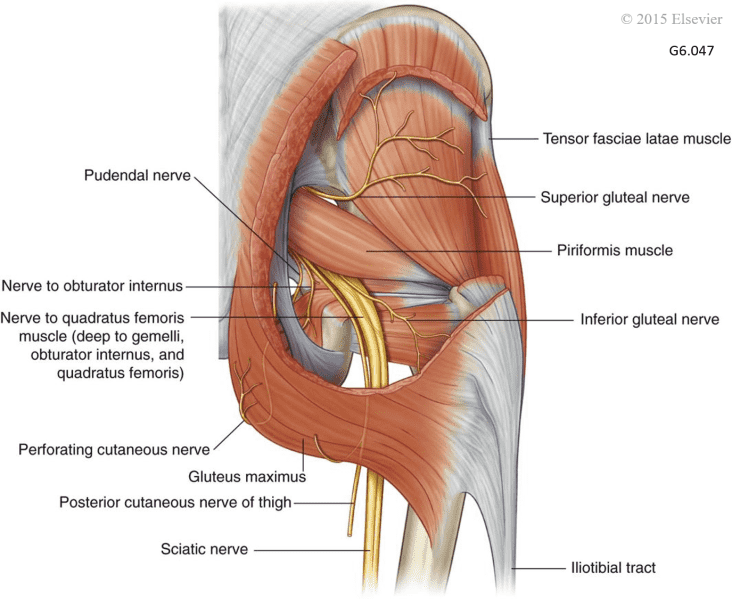 © 2015 Elsevier
G6.047
Tensor fasciae latae muscle
Pudendal nerve
Superior gluteal nerve
Piriformis muscle
Nerve to obturator internus
Nerve to quadratus femoris
muscle (deep to gemelli,
obturator internus, and
quadratus femoris)
Inferior gluteal nerve
Perforating cutaneous nerve
Gluteus maximus
Posterior cutaneous nerve of thigh
Sciatic nerve
Iliotibial tract